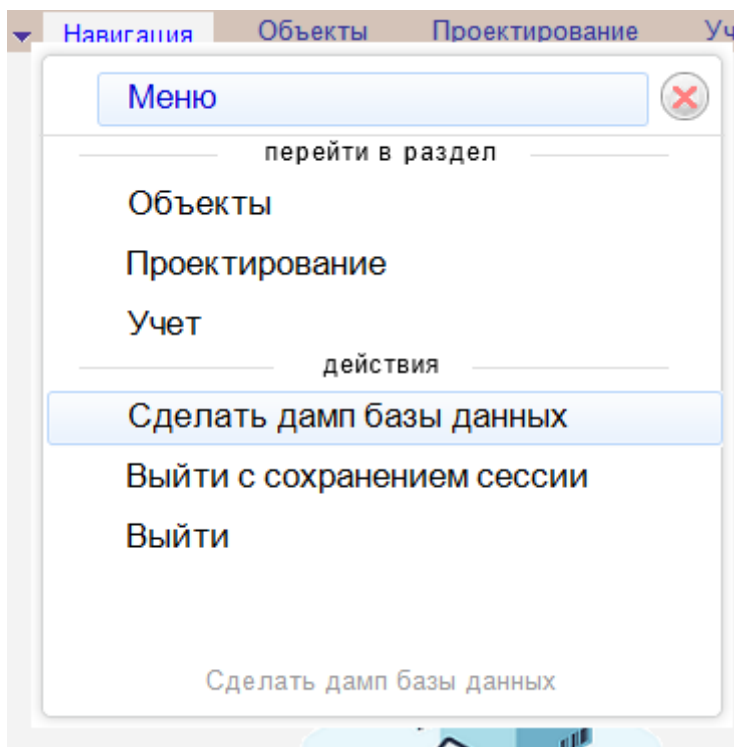 Навигация Объекты Проектирование
Меню
перейти в раздел
Объекты
Проектирование
Учет
действия
Сделать дамп базы данных
Выйти с сохранением сессии
Выйти
Сделать дамп базы данных